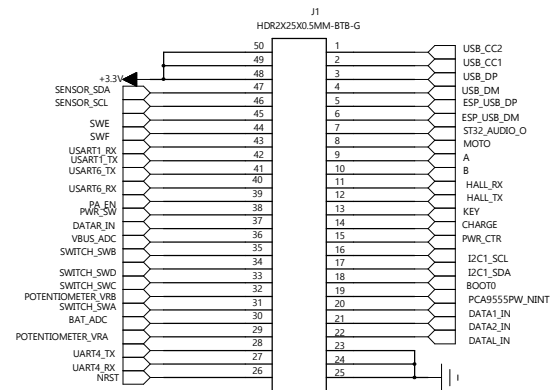 J1
HDR2X25X0.5MM-BTB-G
50 1 USB_CC2
49 2 USB_CC1
+3.3V 48 3 USB_DP
SENSOR_SDA 47 4 USB_DM
SENSOR_SCL 46 5 ESP_USB_DP
SWE 45 6 ESP_USB_DM
SWF 44 7 ST32_AUDIO_O
USART1_RX 43 8 MOTO
USART1_TX 42 9 A
USART6_TX 41 10 B
USART6_RX 40 11 HALL_RX
PA_EN 39 12 HALL_TX
PWR_SW 38 13 KEY
DATAR_IN 37 14 CHARGE
VBUS_ADC 36 15 PWR_CTR
SWITCH_SWB 35 16 I2C1_SCL
SWITCH_SWD 34 17 I2C1_SDA
SWITCH_SWC 33 18 BOOT0
POTENTIOMETER_VRB 32 19 PCA9555PW_NINT
SWITCH_SWA 31 20 DATA1_IN
BAT_ADC 30 21 DATA2_IN
POTENTIOMETER_VRA 29 22 DATAL_IN
UART4_TX 28 23
UART4_RX 27 24
NRST 26 25